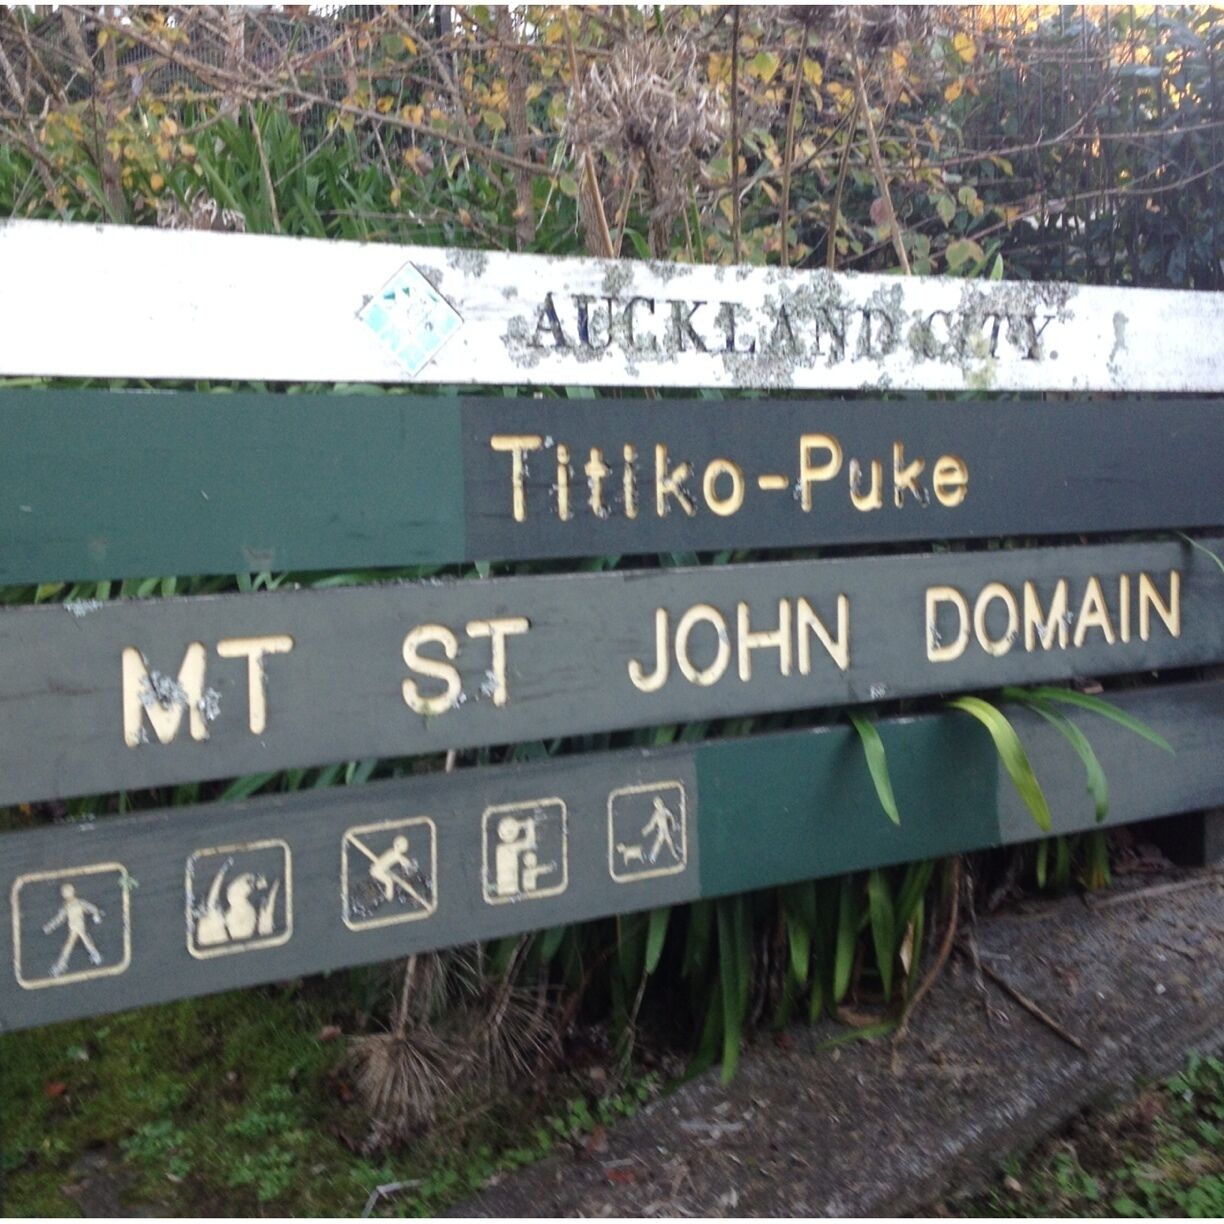 AUCKLAND CITY
Titiko-Puke
MT ST JOHN DOMAIN